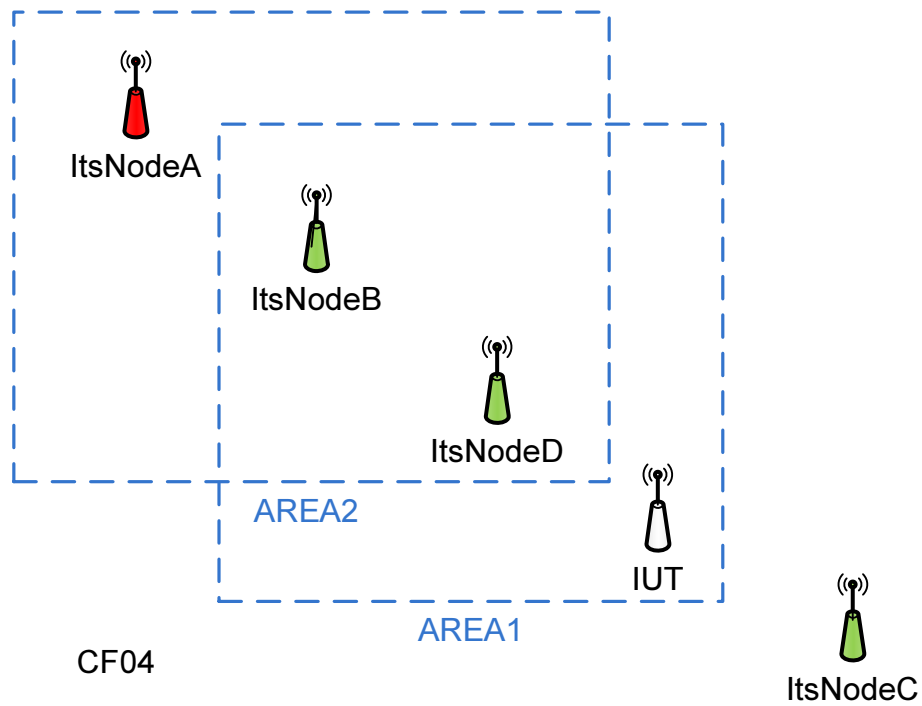 ItsNodeA
ItsNodeB
ItsNodeD
AREA2
IUT
AREA1
CF04
ItsNodeC